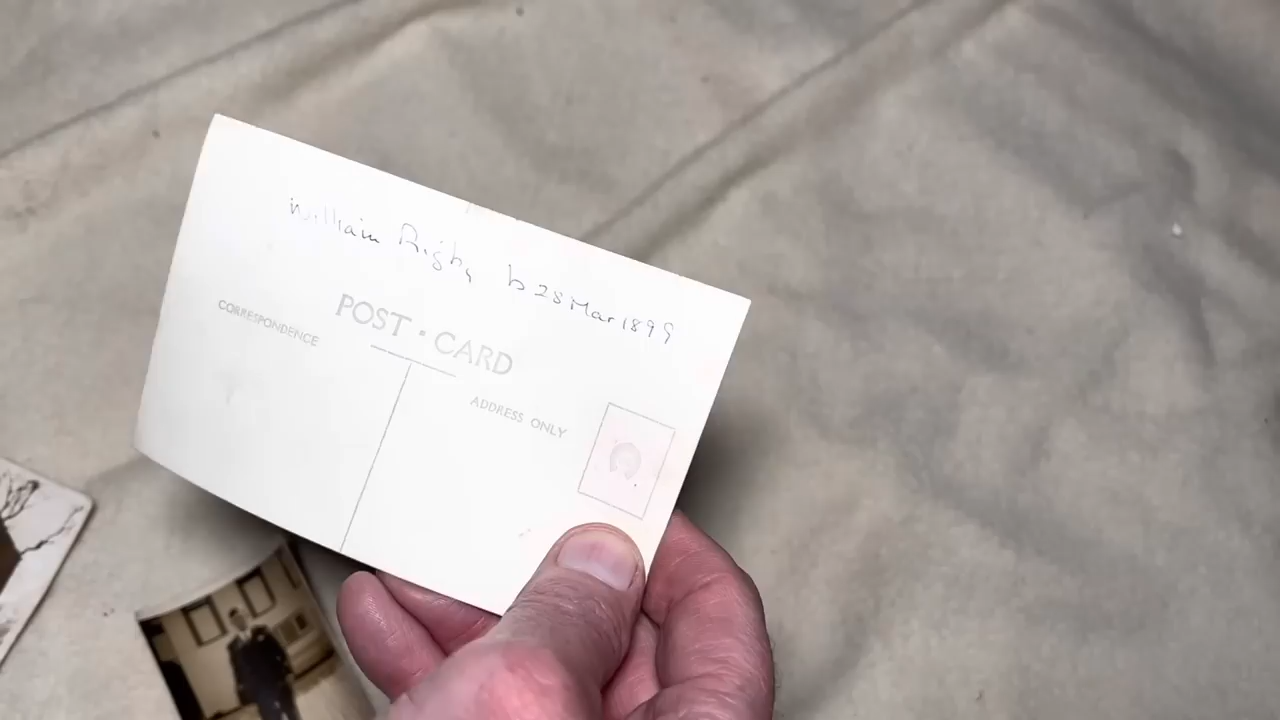 William Rigby b 28 Mar 1899
POST - CARD
CORRESPONDENCE
ADDRESS ONLY